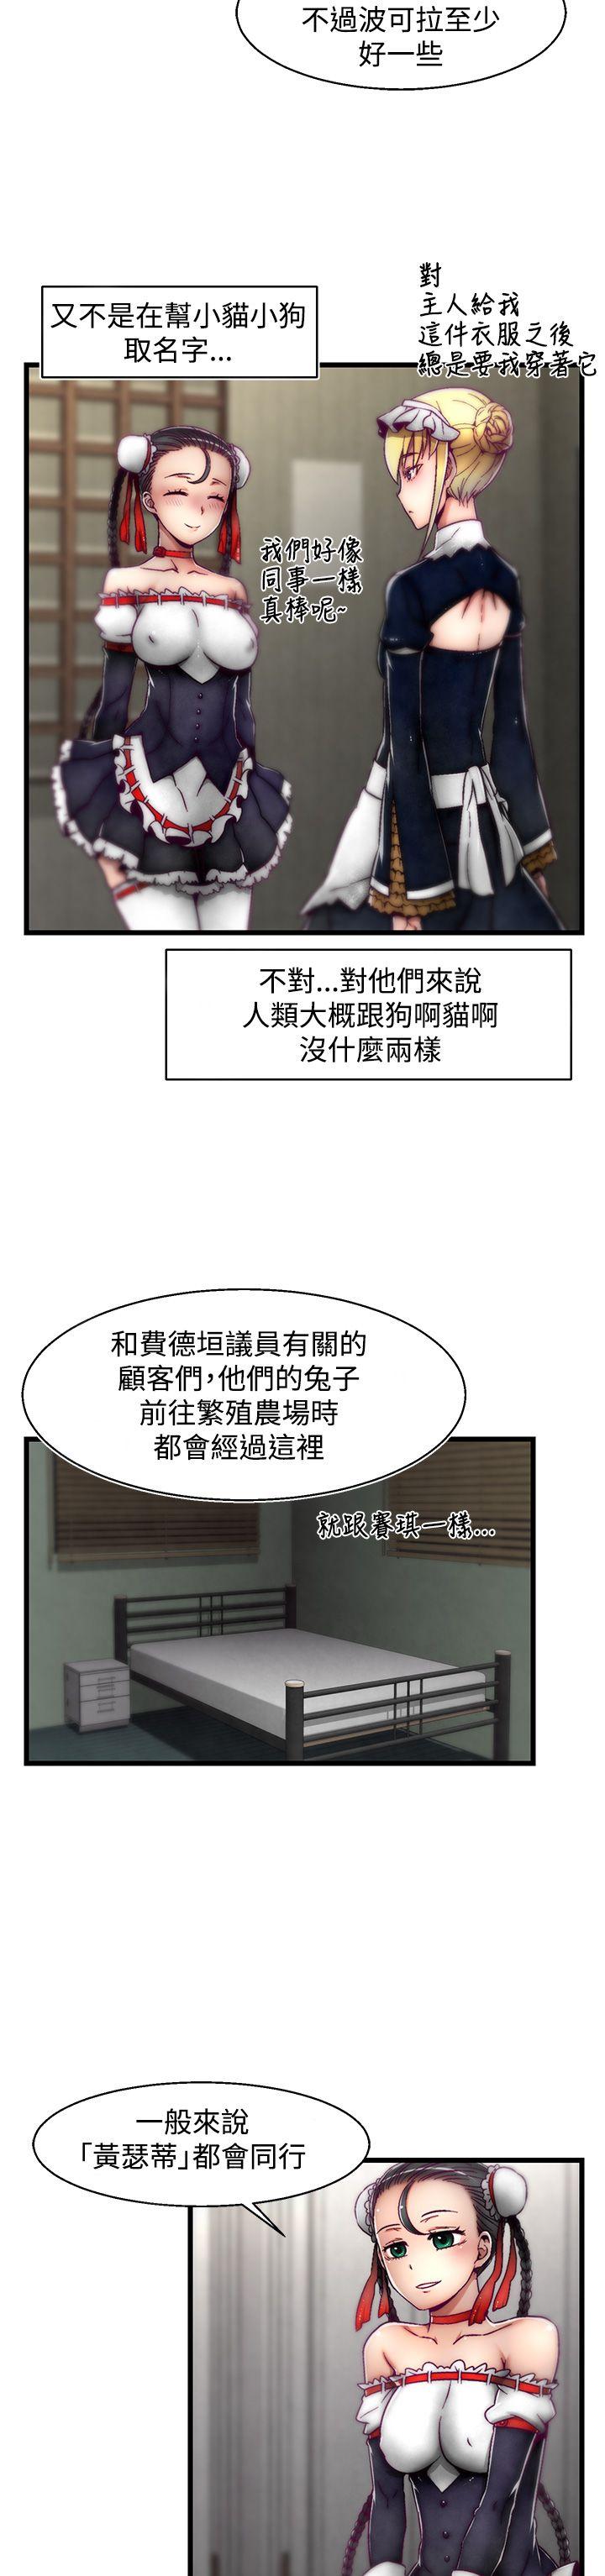 不過波可拉至少
好一些
對
主人給我
這件衣服之後
總是要我穿著它
又不是在幫小貓小狗
取名字...
我們好像
同事一樣
真棒呢~
不對...對他們來說
人類大概跟狗啊貓啊
沒什麼兩樣
和費德垣議員有關的
顧客們，他們的兔子
前往繁殖農場時
都會經過這裡
就跟賽琪一樣...
一般來說
「黃瑟蒂」都會同行